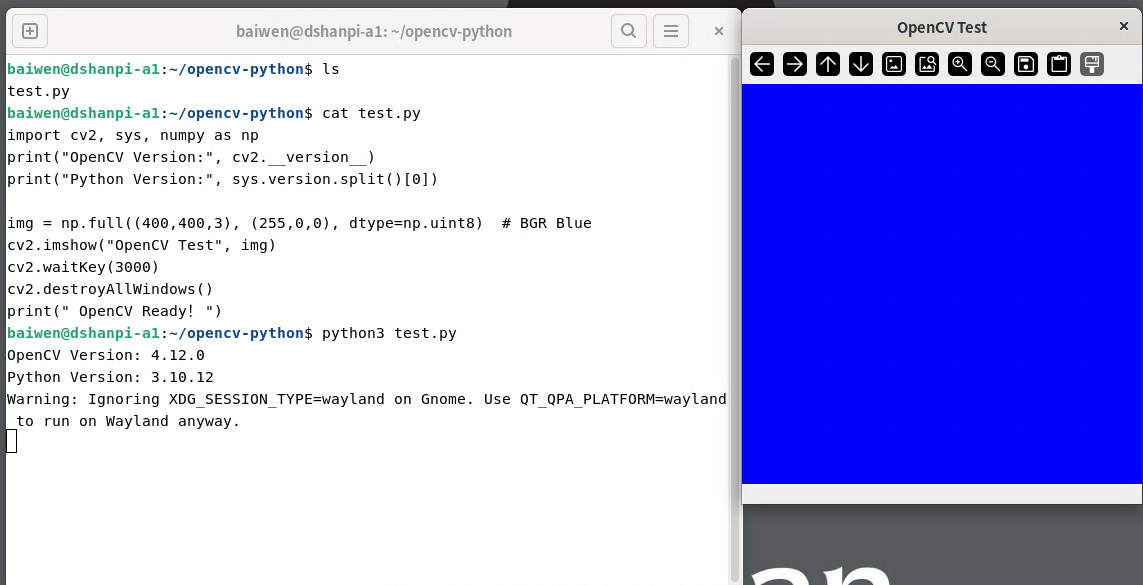 baiwen@dshanpi-a1: ~/opencv-python
baiwen@dshanpi-a1:~/opencv-python$ ls
test.py
baiwen@dshanpi-a1:~/opencv-python$ cat test.py
import cv2, sys, numpy as np
print("OpenCV Version:", cv2.__version__)
print("Python Version:", sys.version.split()[0])
img = np.full((400,400,3), (255,0,0), dtype=np.uint8)  # BGR Blue
cv2.imshow("OpenCV Test", img)
cv2.waitKey(3000)
cv2.destroyAllWindows()
print(" OpenCV Ready! ")
baiwen@dshanpi-a1:~/opencv-python$ python3 test.py
OpenCV Version: 4.12.0
Python Version: 3.10.12
Warning: Ignoring XDG_SESSION_TYPE=wayland on Gnome. Use QT_QPA_PLATFORM=wayland
 to run on Wayland anyway.
OpenCV Test